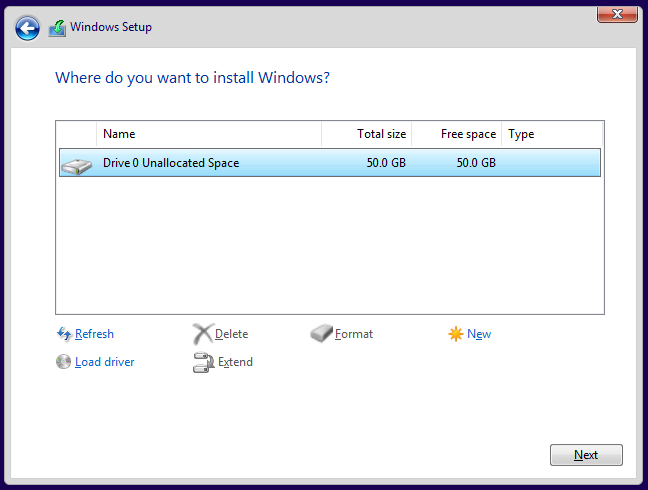 Windows Setup
Where do you want to install Windows?
Name Total size Free space Type
Drive 0 Unallocated Space 50.0 GB 50.0 GB
Refresh Delete Format New
Load driver Extend
Next